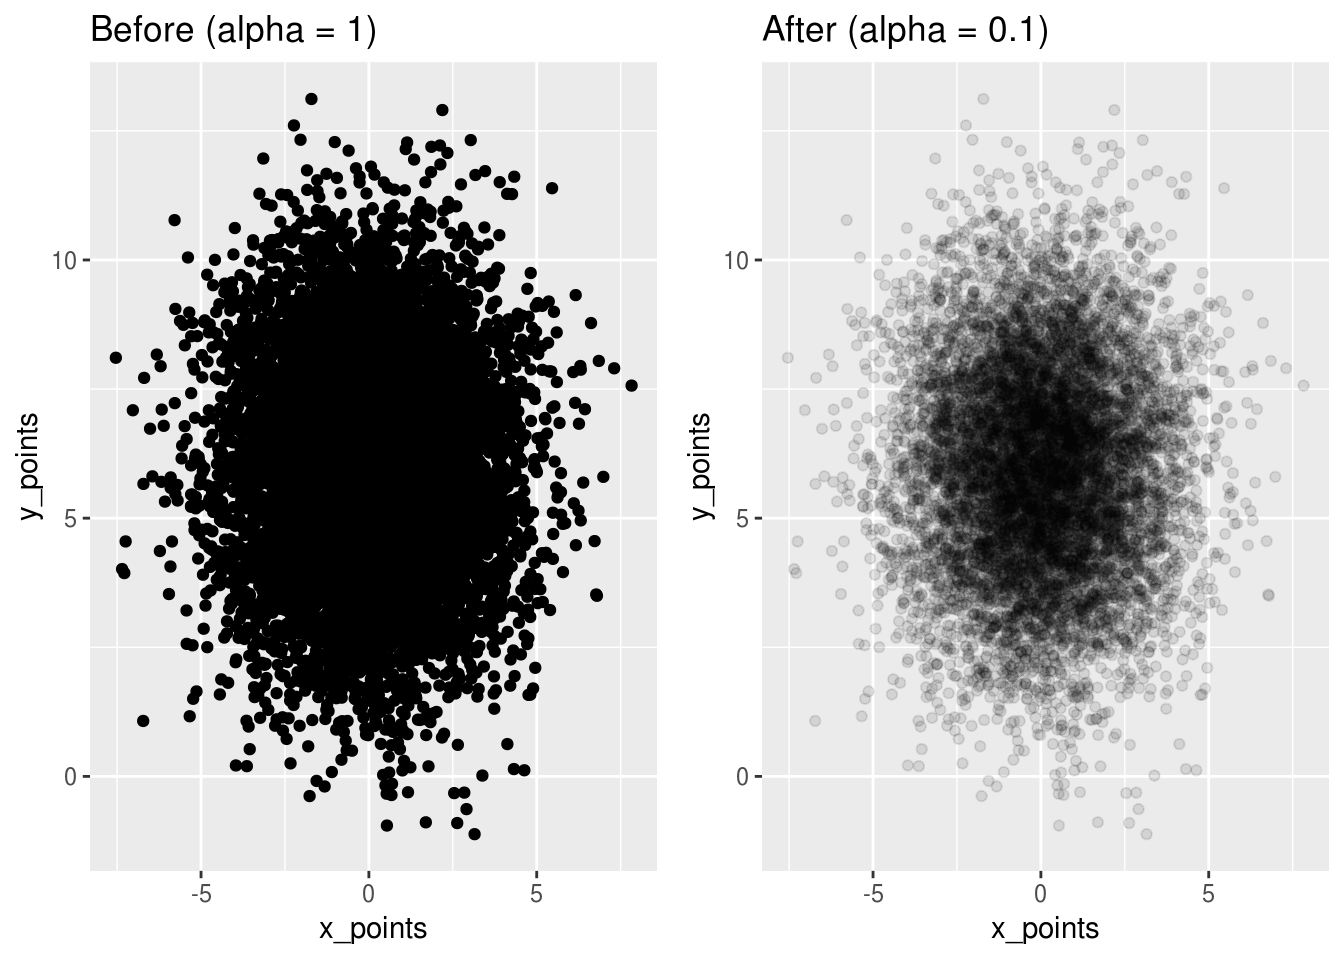 Before (alpha = 1)
y_points
10
5
0
-5 0 5
x_points
After (alpha = 0.1)
y_points
10
5
0
-5 0 5
x_points